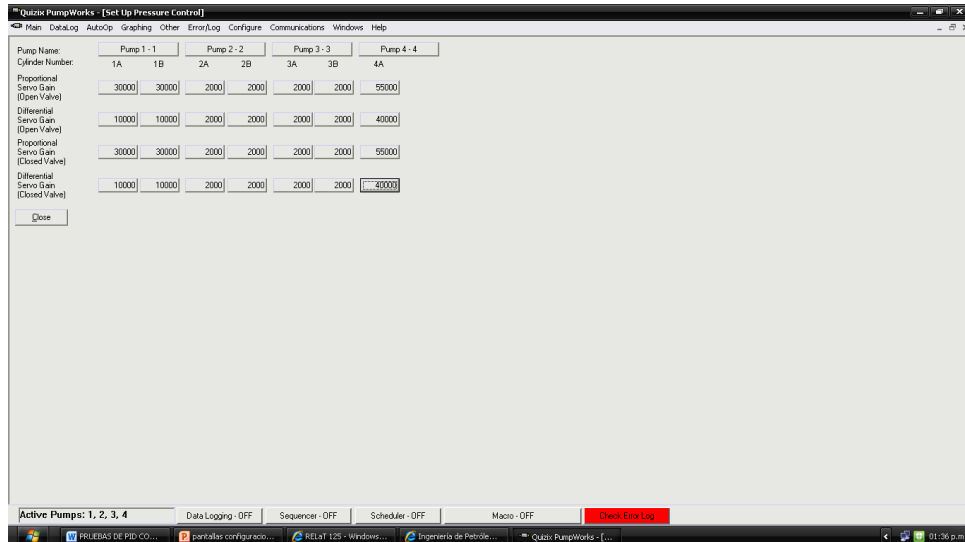 Quizix PumpWorks - [Set Up Pressure Control]
Main DataLog AutoOp Graphing Other Error/Log Configure Communications Windows Help
Pump Name: Pump 1 - 1 Pump 2 - 2 Pump 3 - 3 Pump 4 - 4
Cylinder Number: 1A 1B 2A 2B 3A 3B 4A
Proportional
Servo Gain 30000 30000 2000 2000 2000 2000 55000
(Open Valve)
Differential
Servo Gain 10000 10000 2000 2000 2000 2000 40000
(Open Valve)
Proportional
Servo Gain 30000 30000 2000 2000 2000 2000 55000
(Closed Valve)
Differential
Servo Gain 10000 10000 2000 2000 2000 2000 40000
(Closed Valve)
Close
Active Pumps: 1, 2, 3, 4 Data Logging - OFF Sequencer - OFF Scheduler - OFF Macro - OFF Check Error Log
PRUEBAS DE PID CO... pantallas configuracio... RELaT 125 - Windows... Ingeniería de Petróle... Quizix PumpWorks - [... 01:36 p.m.